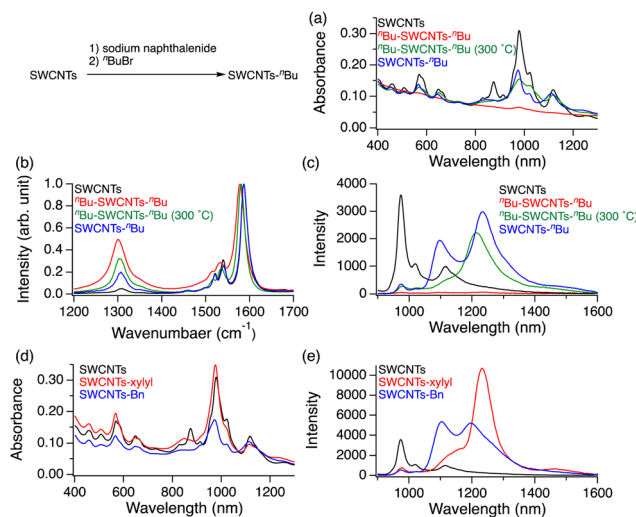 1) sodium naphthalenide
2) ⁿBuBr
SWCNTs
SWCNTs-ⁿBu
(a)
SWCNTs
ⁿBu-SWCNTs-ⁿBu
ⁿBu-SWCNTs-ⁿBu (300 °C)
SWCNTs-ⁿBu
Absorbance
0.30
0.20
0.10
0.00
400 600 800 1000 1200
Wavelength (nm)
(b)
SWCNTs
ⁿBu-SWCNTs-ⁿBu
ⁿBu-SWCNTs-ⁿBu (300 °C)
SWCNTs-ⁿBu
Intensity (arb. unit)
1.0
0.8
0.6
0.4
0.2
0.0
1200 1300 1400 1500 1600 1700
Wavenumbaer (cm⁻¹)
(c)
SWCNTs
ⁿBu-SWCNTs-ⁿBu
ⁿBu-SWCNTs-ⁿBu (300 °C)
SWCNTs-ⁿBu
Intensity
4000
3000
2000
1000
0
1000 1200 1400 1600
Wavelength (nm)
(d)
SWCNTs
SWCNTs-xylyl
SWCNTs-Bn
Absorbance
0.30
0.20
0.10
0.00
400 600 800 1000 1200
Wavelength (nm)
(e)
SWCNTs
SWCNTs-xylyl
SWCNTs-Bn
Intensity
10000
8000
6000
4000
2000
0
1000 1200 1400 1600
Wavelength (nm)